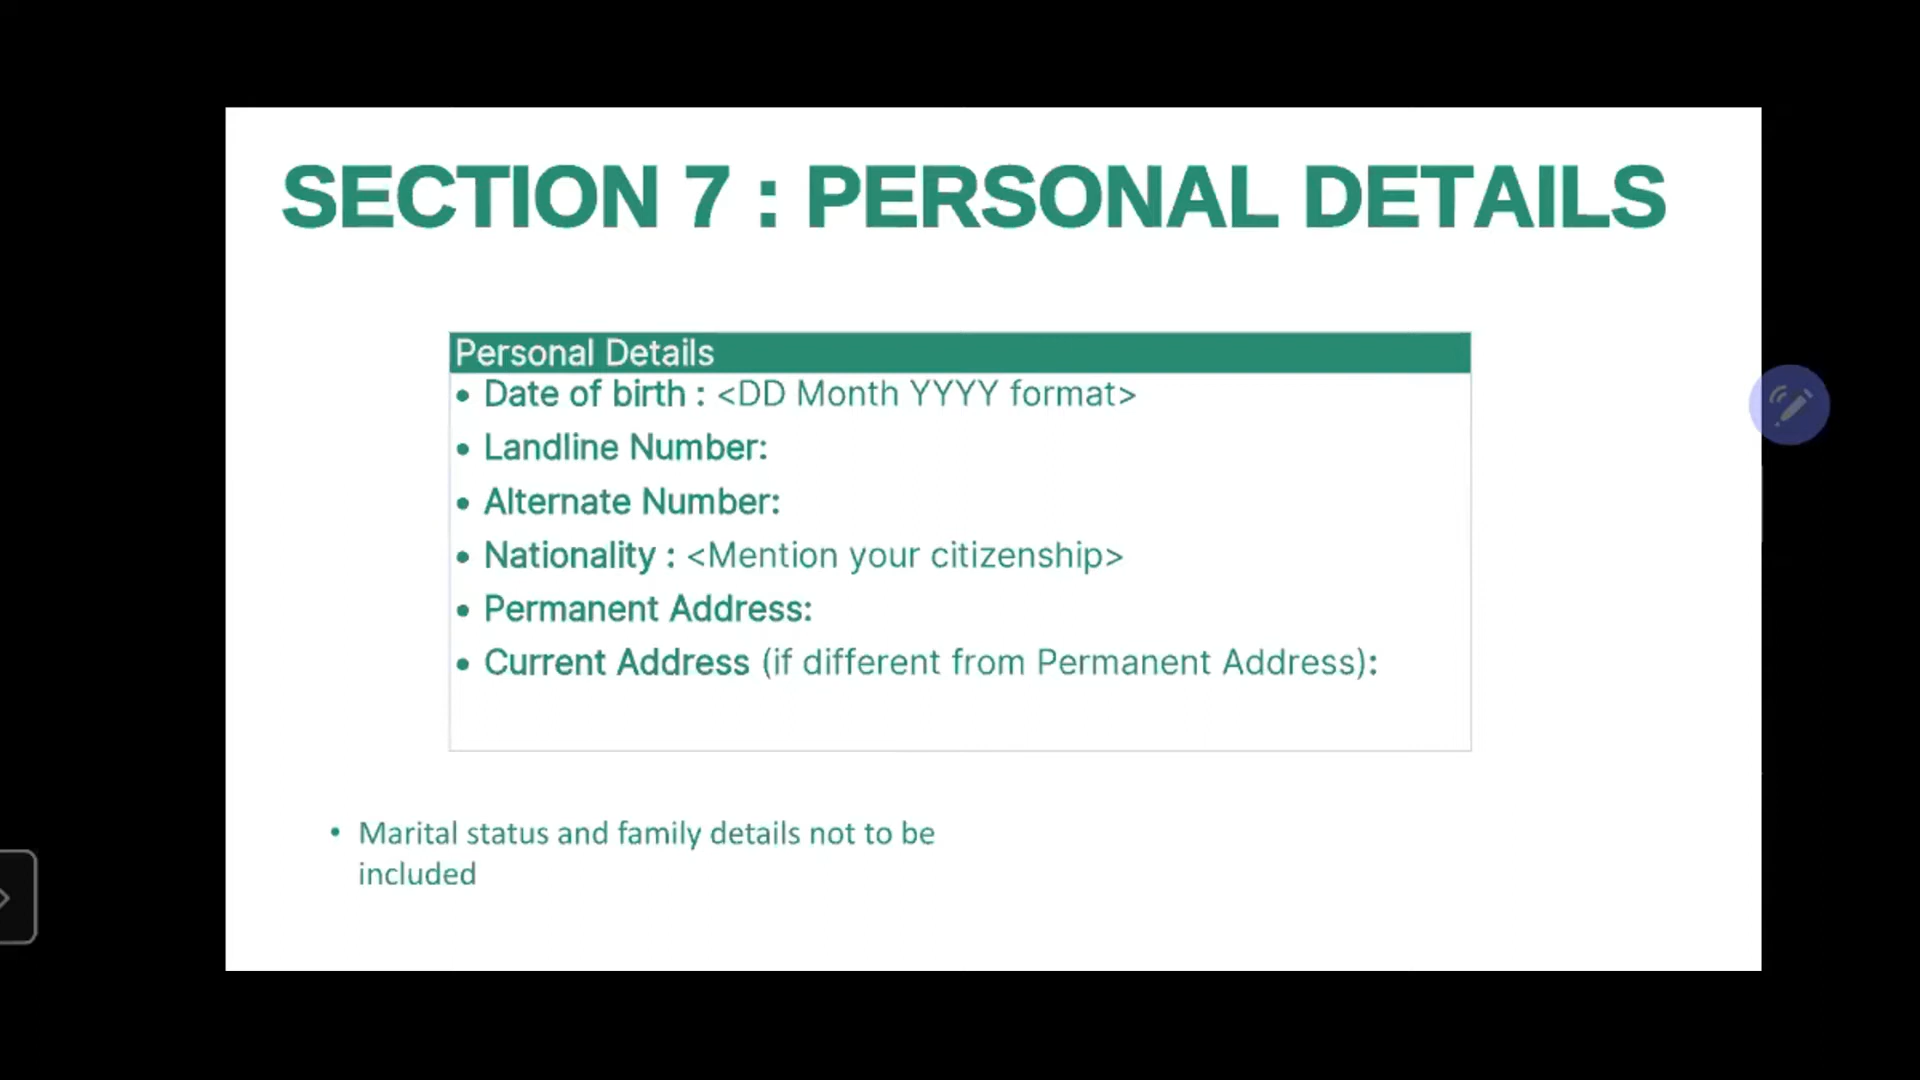 SECTION 7 : PERSONAL DETAILS
Personal Details
• Date of birth : <DD Month YYYY format>
• Landline Number:
• Alternate Number:
• Nationality : <Mention your citizenship>
• Permanent Address:
• Current Address (if different from Permanent Address):
• Marital status and family details not to be
included